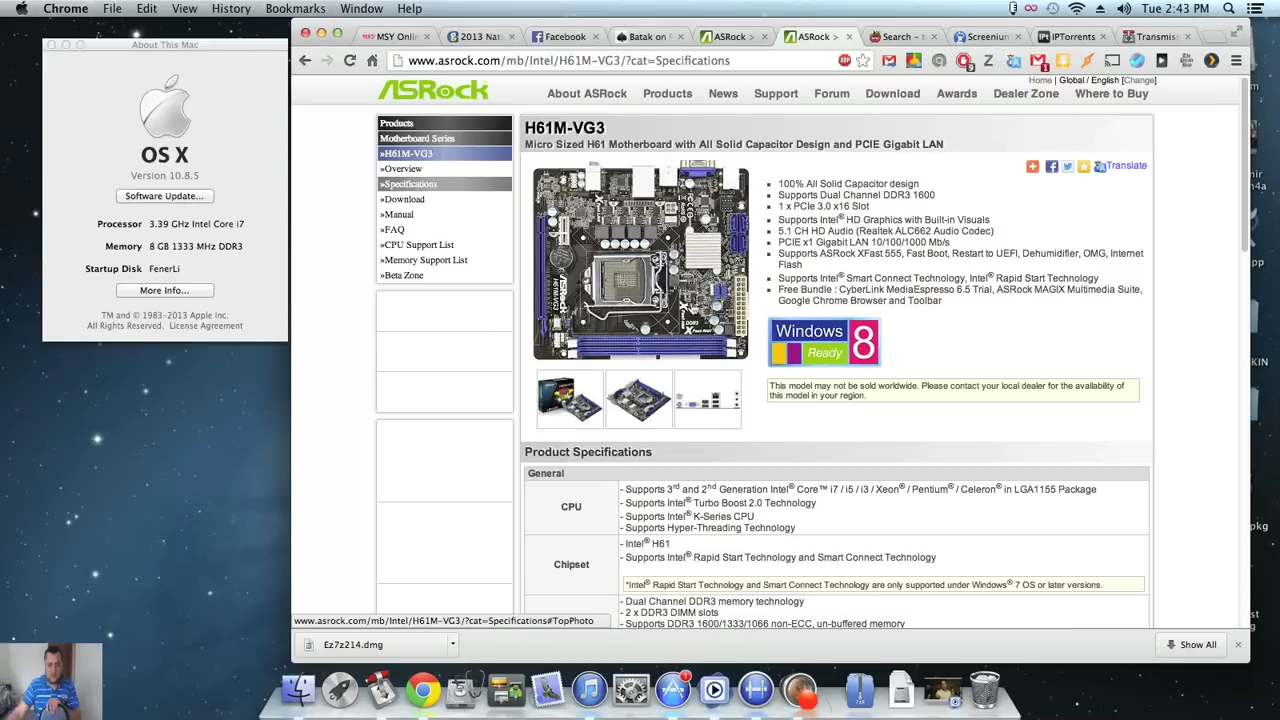 Chrome File Edit View History Bookmarks Window Help
Tue 2:43 PM
About This Mac
OS X
Version 10.8.5
Software Update...
Processor 3.39 GHz Intel Core i7
Memory 8 GB 1333 MHz DDR3
Startup Disk FenerLi
More Info...
TM and © 1983-2013 Apple Inc.
All Rights Reserved. License Agreement
MSY Onlin
2013 Nati
Facebook
Batak on
ASRock >
ASRock >
Search -
Screeniu
IPTorrents
Transmis
www.asrock.com/mb/Intel/H61M-VG3/?cat=Specifications
Home | Global / English [Change]
ASRock
About ASRock Products News Support Forum Download Awards Dealer Zone Where to Buy
Products
Motherboard Series
»H61M-VG3
»Overview
»Specifications
»Download
»Manual
»FAQ
»CPU Support List
»Memory Support List
»Beta Zone
H61M-VG3
Micro Sized H61 Motherboard with All Solid Capacitor Design and PCIE Gigabit LAN
Translate
100% All Solid Capacitor design
Supports Dual Channel DDR3 1600
1 x PCIe 3.0 x16 Slot
Supports Intel® HD Graphics with Built-in Visuals
5.1 CH HD Audio (Realtek ALC662 Audio Codec)
PCIE x1 Gigabit LAN 10/100/1000 Mb/s
Supports ASRock XFast 555, Fast Boot, Restart to UEFI, Dehumidifier, OMG, Internet
Flash
Supports Intel® Smart Connect Technology, Intel® Rapid Start Technology
Free Bundle : CyberLink MediaEspresso 6.5 Trial, ASRock MAGIX Multimedia Suite,
Google Chrome Browser and Toolbar
Windows 8
Ready
This model may not be sold worldwide. Please contact your local dealer for the availability of
this model in your region.
Product Specifications
General
CPU
- Supports 3rd and 2nd Generation Intel® Core™ i7 / i5 / i3 / Xeon® / Pentium® / Celeron® in LGA1155 Package
- Supports Intel® Turbo Boost 2.0 Technology
- Supports Intel® K-Series CPU
- Supports Hyper-Threading Technology
Chipset
- Intel® H61
- Supports Intel® Rapid Start Technology and Smart Connect Technology
*Intel® Rapid Start Technology and Smart Connect Technology are only supported under Windows® 7 OS or later versions.
- Dual Channel DDR3 memory technology
- 2 x DDR3 DIMM slots
- Supports DDR3 1600/1333/1066 non-ECC, un-buffered memory
www.asrock.com/mb/Intel/H61M-VG3/?cat=Specifications#TopPhoto
Ez7z214.dmg
Show All